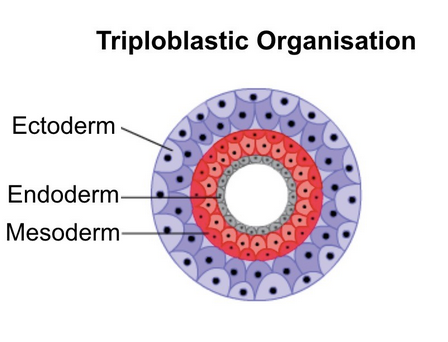 Triploblastic Organisation
Ectoderm
Endoderm
Mesoderm